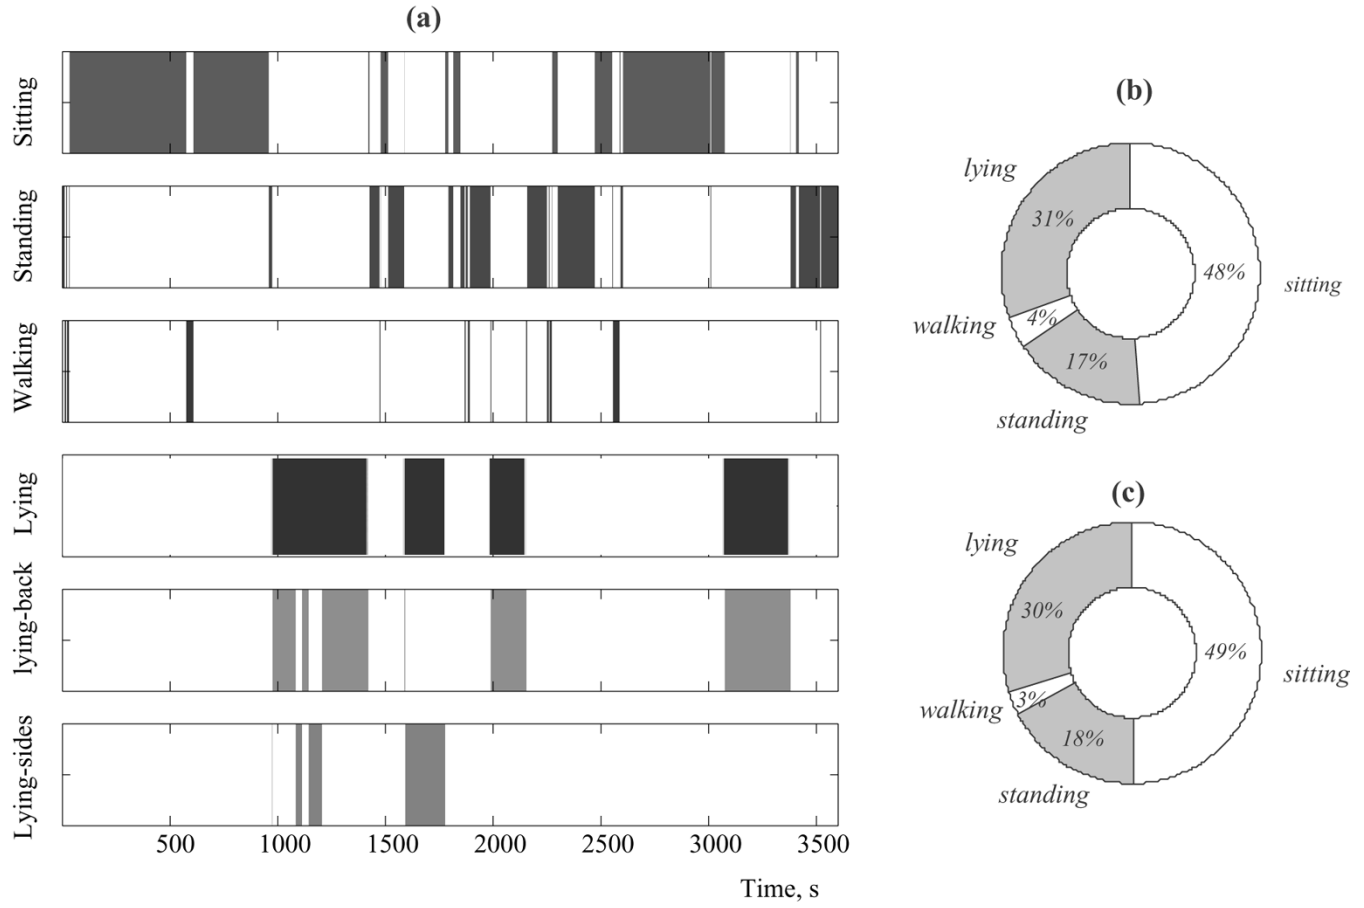 (a)
Sitting
Standing
Walking
Lying
lying-back
Lying-sides
500 1000 1500 2000 2500 3000 3500
Time, s
(b)
lying
31%
48%
sitting
walking
4%
17%
standing
(c)
lying
30%
49%
sitting
walking
3%
18%
standing